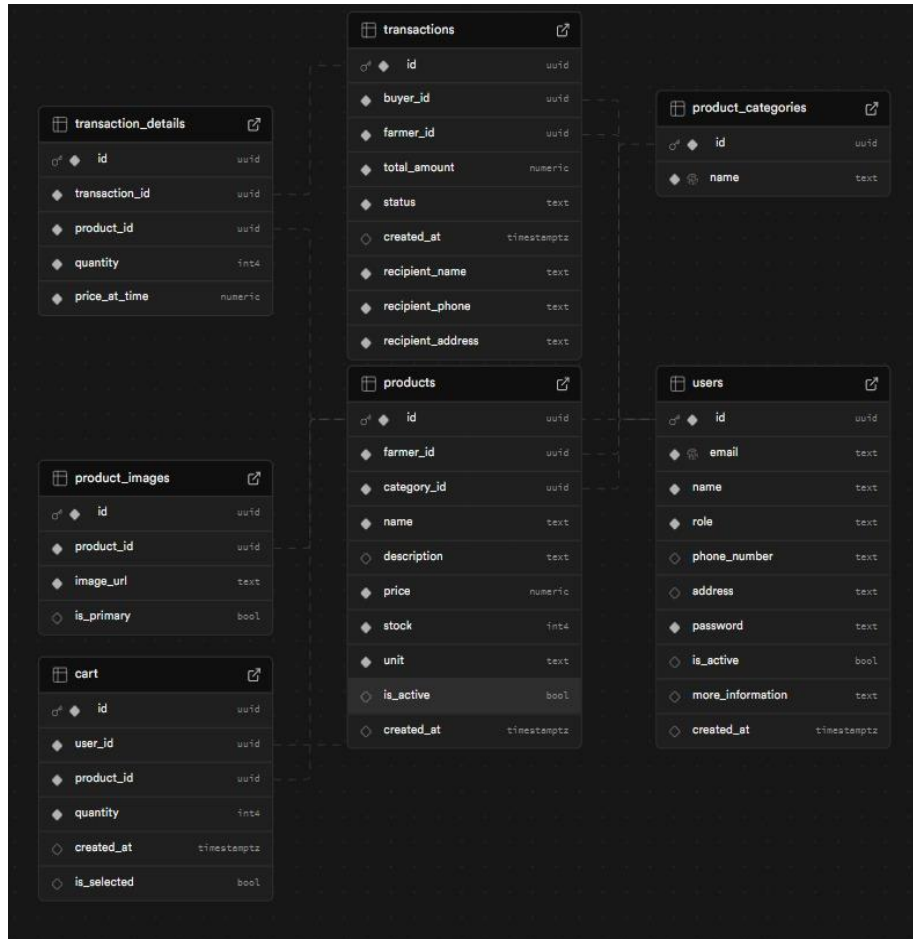 transactions
id uuid
buyer_id uuid
farmer_id uuid
total_amount numeric
status text
created_at timestamptz
recipient_name text
recipient_phone text
recipient_address text
product_categories
id uuid
name text
transaction_details
id uuid
transaction_id uuid
product_id uuid
quantity int4
price_at_time numeric
products
id uuid
farmer_id uuid
category_id uuid
name text
description text
price numeric
stock int4
unit text
is_active bool
created_at timestamptz
users
id uuid
email text
name text
role text
phone_number text
address text
password text
is_active bool
more_information text
created_at timestamptz
product_images
id uuid
product_id uuid
image_url text
is_primary bool
cart
id uuid
user_id uuid
product_id uuid
quantity int4
created_at timestamptz
is_selected bool